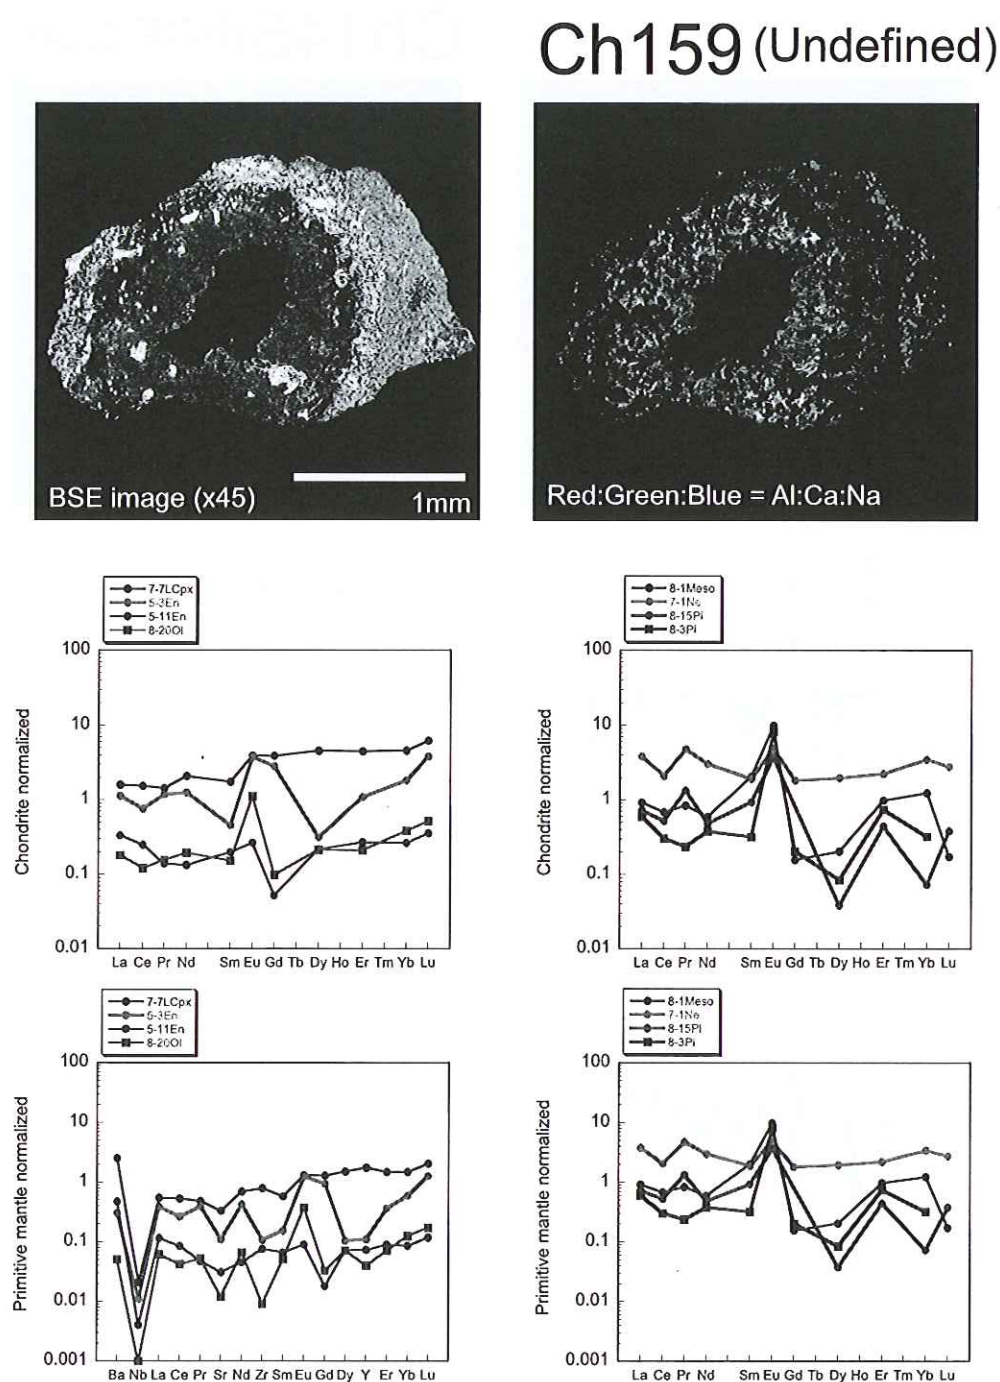 Ch159 (Undefined)
BSE image (x45)
1mm
Red:Green:Blue = Al:Ca:Na
7-7LCpx
5-3En
5-11En
8-20Ol
Chondrite normalized
100
10
1
0.1
0.01
La Ce Pr Nd Sm Eu Gd Tb Dy Ho Er Tm Yb Lu
8-1Meso
7-1Ne
8-15Pl
8-3Pl
Chondrite normalized
100
10
1
0.1
0.01
La Ce Pr Nd Sm Eu Gd Tb Dy Ho Er Tm Yb Lu
7-7LCpx
5-3En
5-11En
8-20Ol
Primitive mantle normalized
100
10
1
0.1
0.01
0.001
Ba Nb La Ce Pr Sr Nd Zr Sm Eu Gd Dy Y Er Yb Lu
8-1Meso
7-1Ne
8-15Pl
8-3Pl
Primitive mantle normalized
100
10
1
0.1
0.01
0.001
La Ce Pr Nd Sm Eu Gd Tb Dy Ho Er Tm Yb Lu